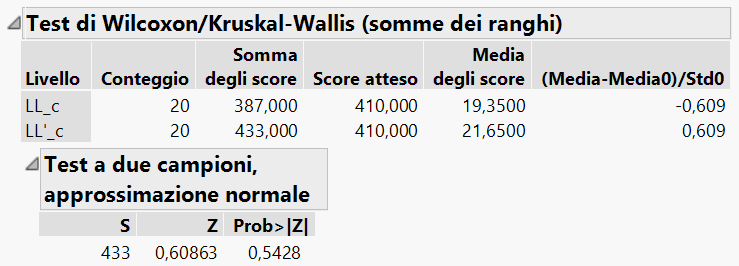 Test di Wilcoxon/Kruskal-Wallis (somme dei ranghi)
Somma Media
Livello Conteggio degli score Score atteso degli score (Media-Media0)/Std0
LL_c 20 387,000 410,000 19,3500 -0,609
LL'_c 20 433,000 410,000 21,6500 0,609
Test a due campioni,
approssimazione normale
S Z Prob>|Z|
433 0,60863 0,5428